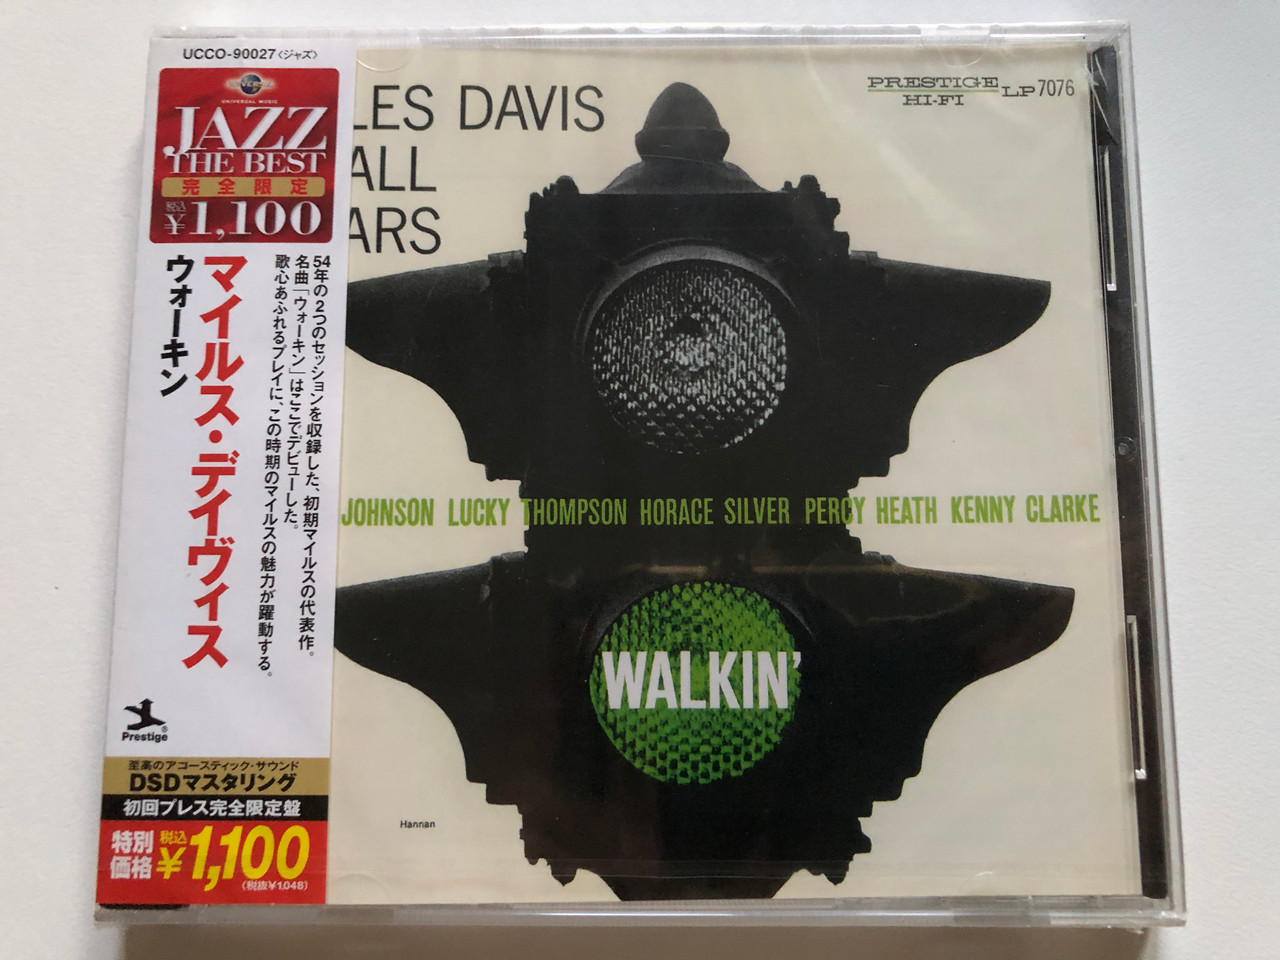 UCCO-90027〈ジャズ〉
UNIVERSAL
UNIVERSAL MUSIC
JAZZ
THE BEST
完全限定
税込
¥1,100
マイルス・デイヴィス
ウォーキン
54年の2つのセッションを収録した、初期マイルスの代表作。
名曲「ウォーキン」はここでデビューした。
歌心あふれるプレイに、この時期のマイルスの魅力が躍動する。
Prestige®
至高のアコースティック・サウンド
DSDマスタリング
初回プレス完全限定盤
特別価格
税込
¥1,100
(税抜¥1,048)
LES DAVIS
ALL
ARS
PRESTIGE
HI-FI
LP 7076
JOHNSON LUCKY THOMPSON HORACE SILVER PERCY HEATH KENNY CLARKE
WALKIN'
Hannan